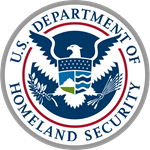 U.S. DEPARTMENT OF
HOMELAND SECURITY